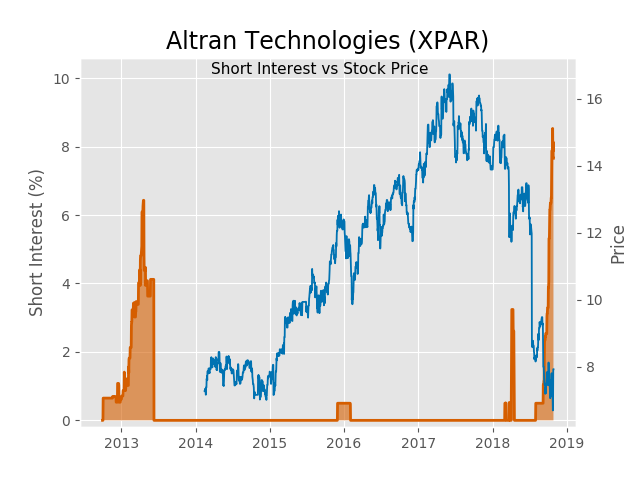 Altran Technologies (XPAR)
Short Interest vs Stock Price
10
8
6
4
2
0
Short Interest (%)
16
14
12
10
8
Price
2013 2014 2015 2016 2017 2018 2019